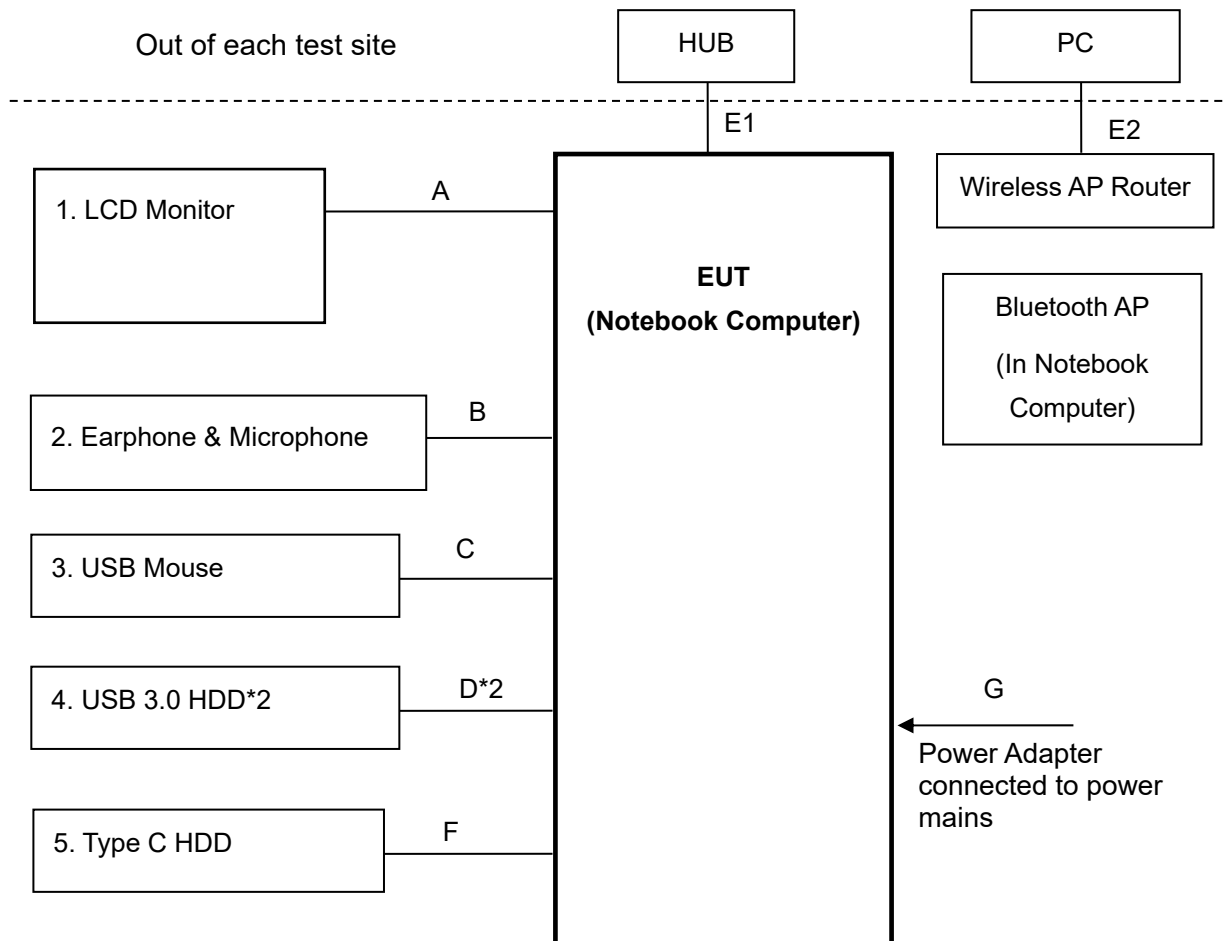 Out of each test site
HUB
PC
E1
E2
1. LCD Monitor
A
Wireless AP Router
EUT
(Notebook Computer)
Bluetooth AP
(In Notebook
Computer)
2. Earphone & Microphone
B
3. USB Mouse
C
4. USB 3.0 HDD*2
D*2
G
Power Adapter
connected to power
mains
5. Type C HDD
F